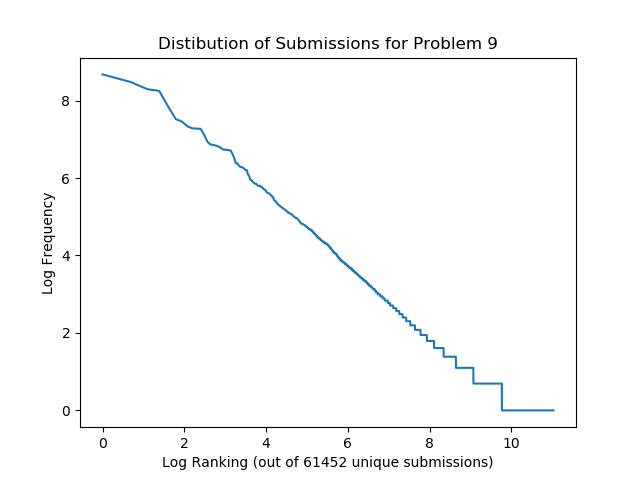 Distibution of Submissions for Problem 9
Log Frequency
8
6
4
2
0
0 2 4 6 8 10
Log Ranking (out of 61452 unique submissions)